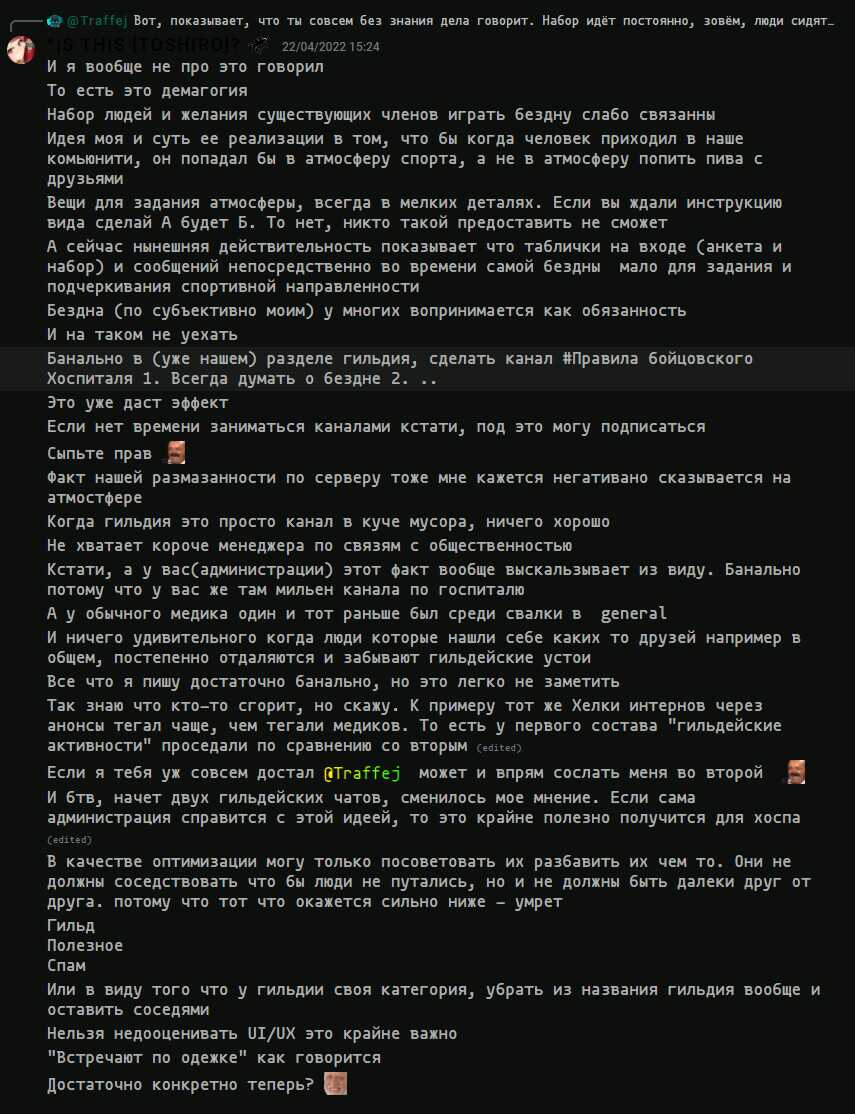 @Traffej Вот, показывает, что ты совсем без знания дела говорит. Набор идёт постоянно, зовём, люди сидят…
*¡S THIS [TOSHIRO]? 22/04/2022 15:24
И я вообще не про это говорил
То есть это демагогия
Набор людей и желания существующих членов играть бездну слабо связанны
Идея моя и суть ее реализации в том, что бы когда человек приходил в наше
комьюнити, он попадал бы в атмосферу спорта, а не в атмосферу попить пива с
друзьями
Вещи для задания атмосферы, всегда в мелких деталях. Если вы ждали инструкцию
вида сделай А будет Б. То нет, никто такой предоставить не сможет
А сейчас нынешняя действительность показывает что таблички на входе (анкета и
набор) и сообщений непосредственно во времени самой бездны мало для задания и
подчеркивания спортивной направленности
Бездна (по субъективно моим) у многих вопринимается как обязанность
И на таком не уехать
Банально в (уже нашем) разделе гильдия, сделать канал #Правила бойцовского
Хоспиталя 1. Всегда думать о бездне 2. ..
Это уже даст эффект
Если нет времени заниматься каналами кстати, под это могу подписаться
Сыпьте прав
Факт нашей размазанности по серверу тоже мне кажется негативано сказывается на
атмостфере
Когда гильдия это просто канал в куче мусора, ничего хорошо
Не хватает короче менеджера по связям с общественностью
Кстати, а у вас(администрации) этот факт вообще выскальзывает из виду. Банально
потому что у вас же там мильен канала по госпиталю
А у обычного медика один и тот раньше был среди свалки в general
И ничего удивительного когда люди которые нашли себе каких то друзей например в
общем, постепенно отдаляются и забывают гильдейские устои
Все что я пишу достаточно банально, но это легко не заметить
Так знаю что кто-то сгорит, но скажу. К примеру тот же Хелки интернов через
анонсы тегал чаще, чем тегали медиков. То есть у первого состава "гильдейские
активности" проседали по сравнению со вторым (edited)
Если я тебя уж совсем достал @Traffej может и впрям сослать меня во второй
И бтв, начет двух гильдейских чатов, сменилось мое мнение. Если сама
администрация справится с этой идеей, то это крайне полезно получится для хоспа
(edited)
В качестве оптимизации могу только посоветовать их разбавить их чем то. Они не
должны соседствовать что бы люди не путались, но и не должны быть далеки друг от
друга. потому что тот что окажется сильно ниже – умрет
Гильд
Полезное
Спам
Или в виду того что у гильдии своя категория, убрать из названия гильдия вообще и
оставить соседями
Нельзя недооценивать UI/UX это крайне важно
"Встречают по одежке" как говорится
Достаточно конкретно теперь?